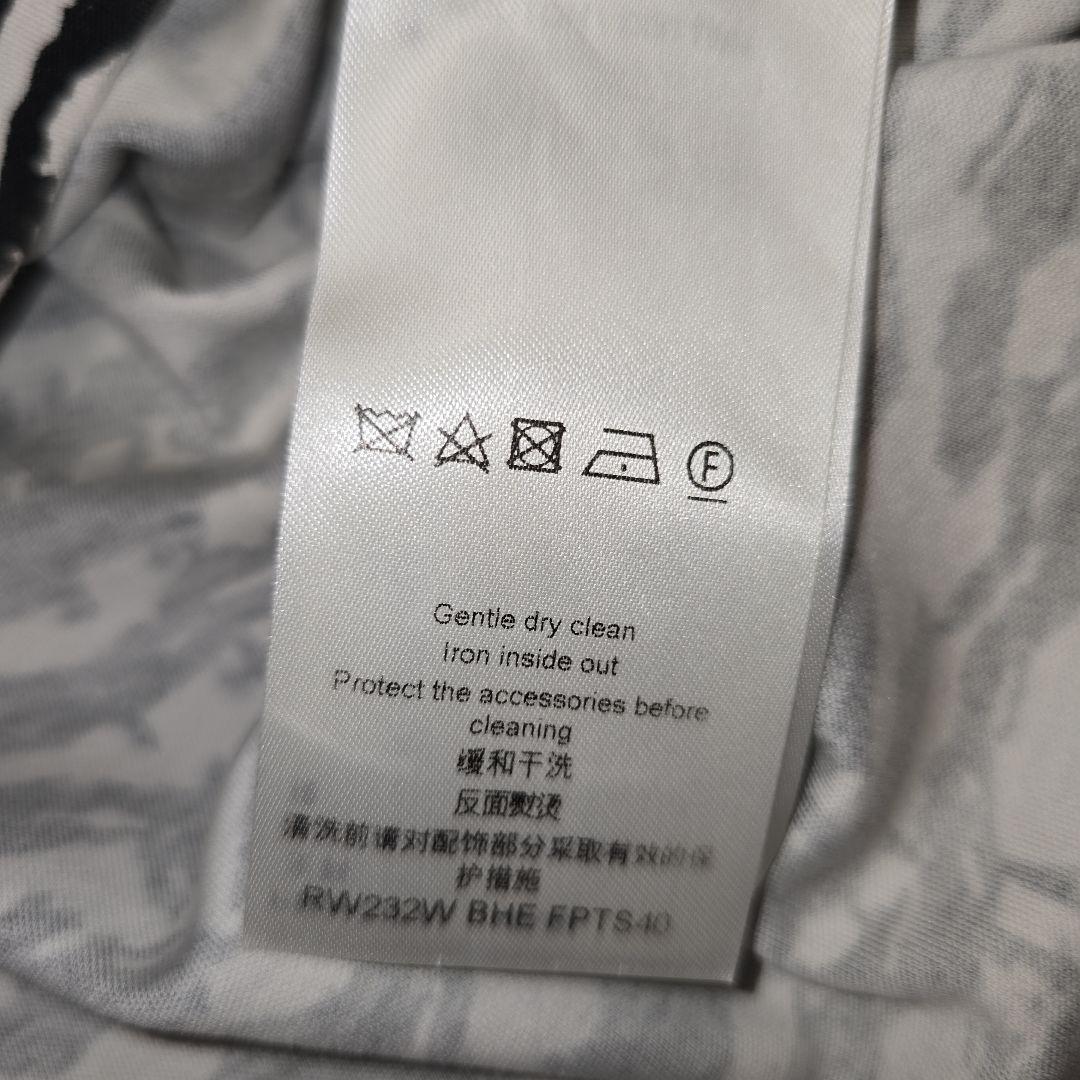 F
Gentle dry clean
Iron inside out
Protect the accessories before
cleaning
缓和干洗
反面熨烫
清洗前请对配饰部分采取有效的保
护措施
RW232W BHE FPTS40